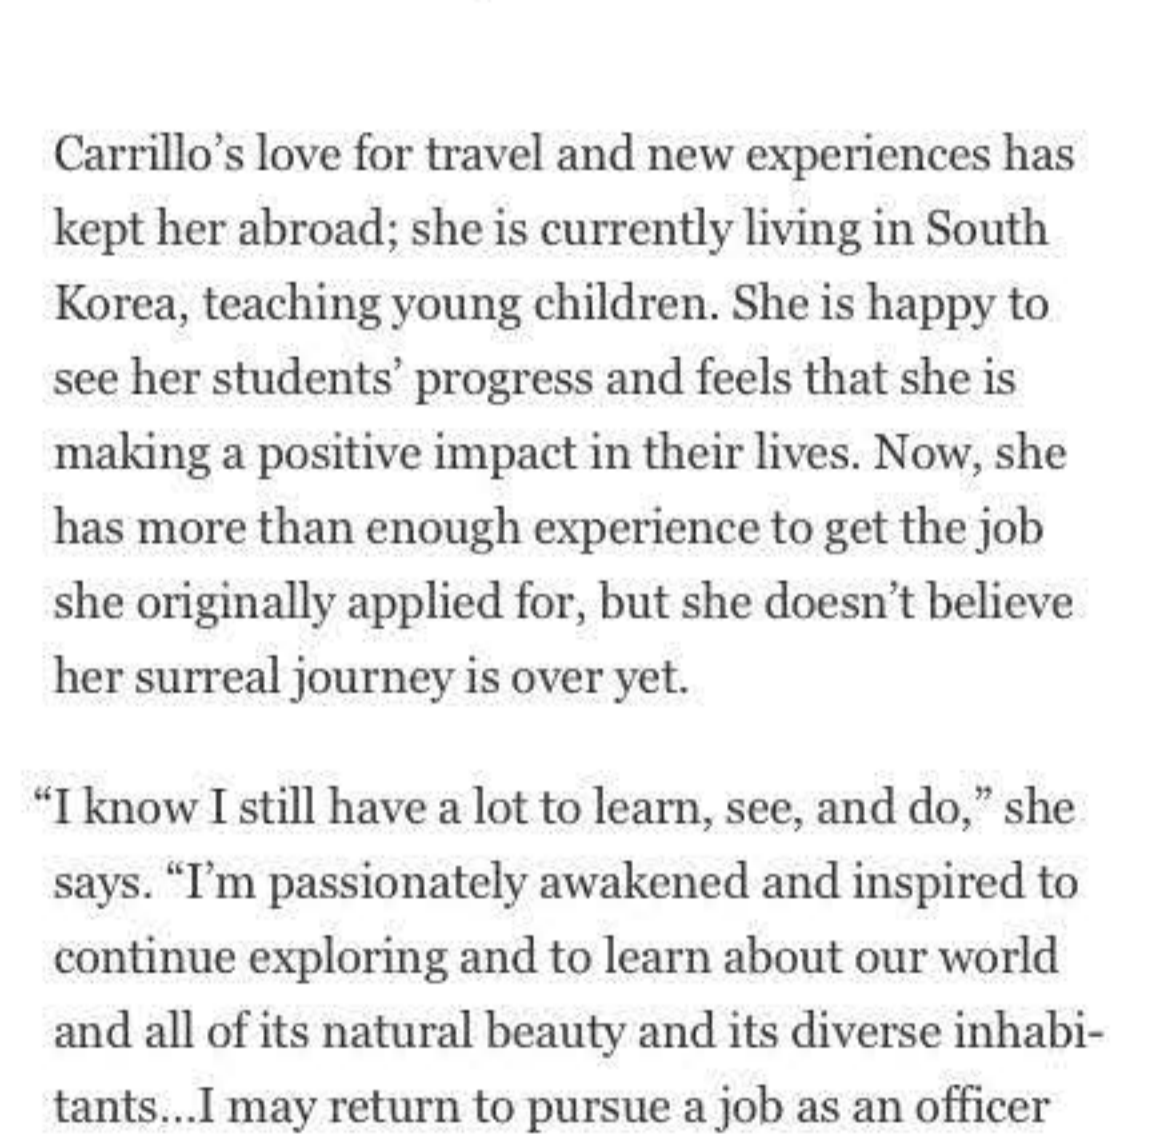 Carrillo’s love for travel and new experiences has
kept her abroad; she is currently living in South
Korea, teaching young children. She is happy to
see her students’ progress and feels that she is
making a positive impact in their lives. Now, she
has more than enough experience to get the job
she originally applied for, but she doesn’t believe
her surreal journey is over yet.
“I know I still have a lot to learn, see, and do,” she
says. “I’m passionately awakened and inspired to
continue exploring and to learn about our world
and all of its natural beauty and its diverse inhabi-
tants...I may return to pursue a job as an officer